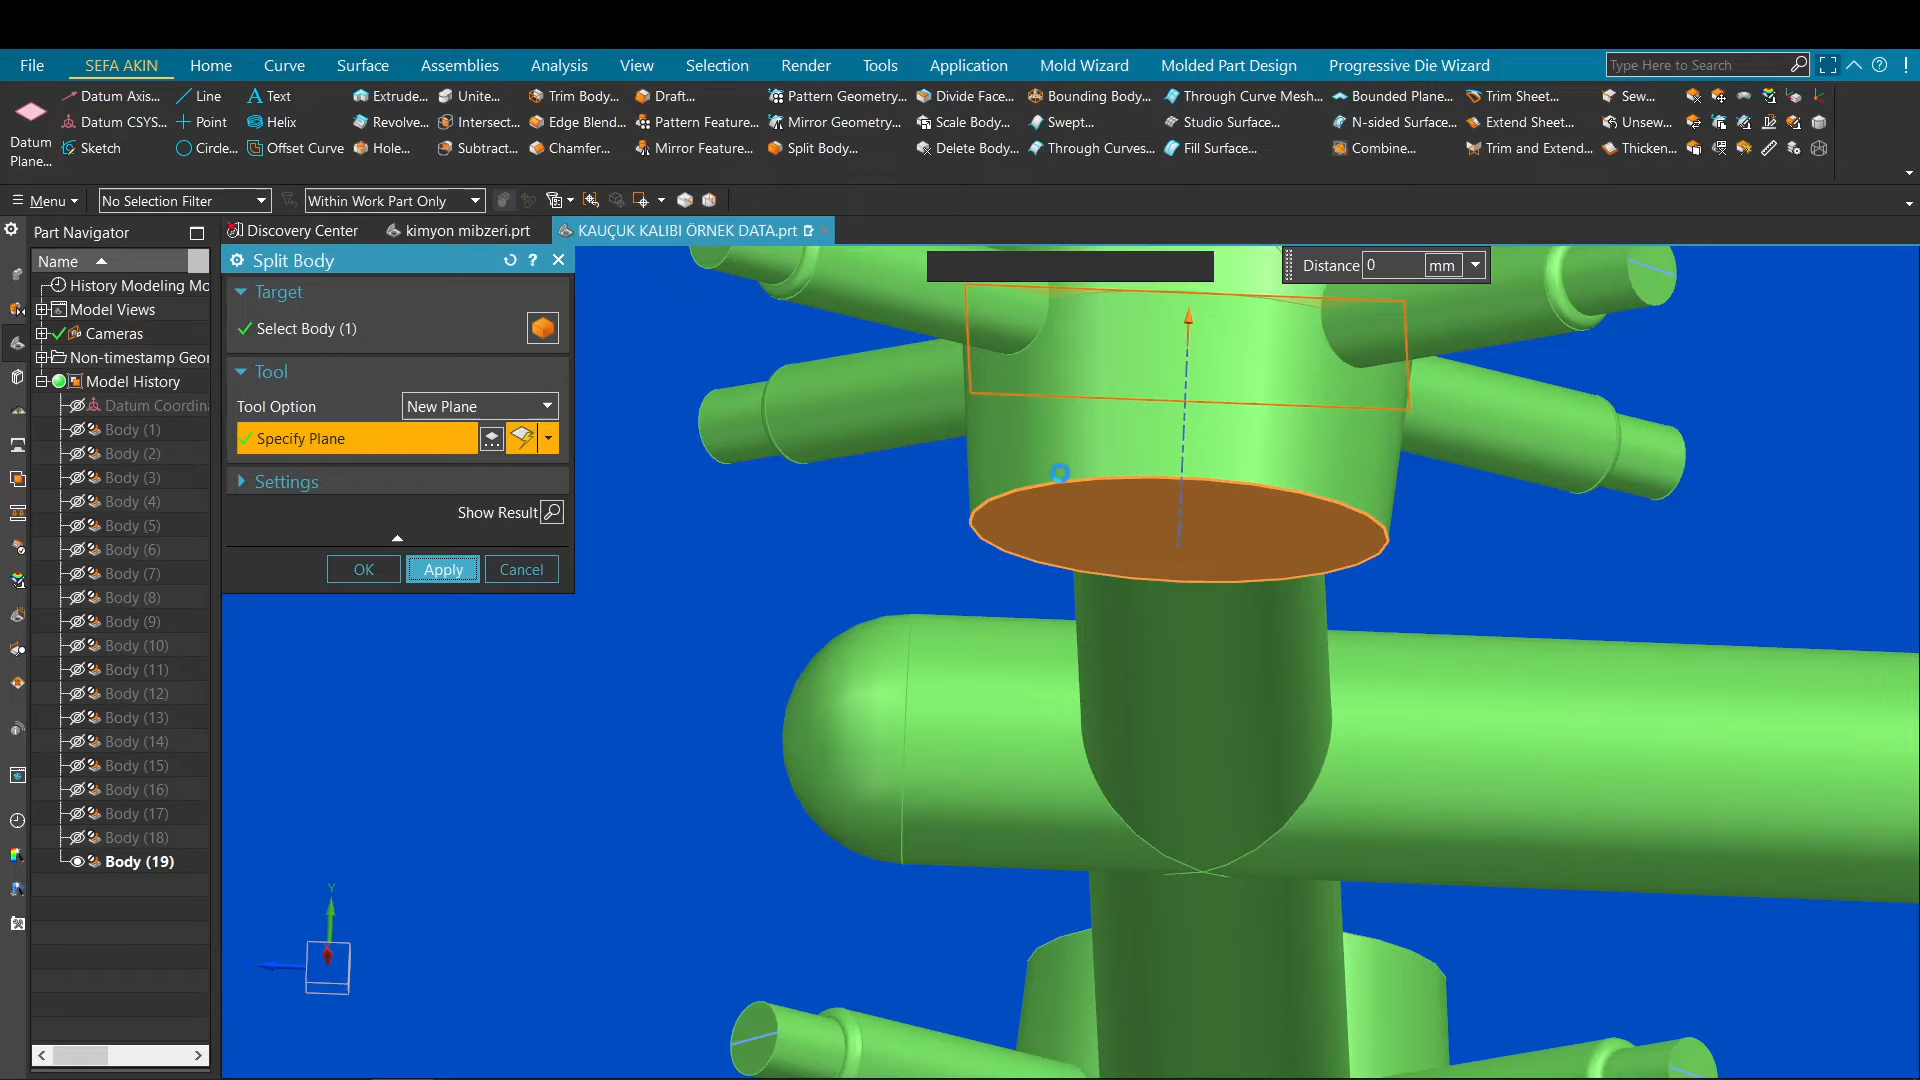 File SEFA AKIN Home Curve Surface Assemblies Analysis View Selection Render Tools Application Mold Wizard Molded Part Design Progressive Die Wizard Type Here to Search
Datum Axis... Line Text Extrude... Unite... Trim Body... Draft... Pattern Geometry... Divide Face... Bounding Body... Through Curve Mesh... Bounded Plane... Trim Sheet... Sew...
Datum CSYS... Point Helix Revolve... Intersect... Edge Blend... Pattern Feature... Mirror Geometry... Scale Body... Swept... Studio Surface... N-sided Surface... Extend Sheet... Unsew...
Datum Plane... Sketch Circle... Offset Curve Hole... Subtract... Chamfer... Mirror Feature... Split Body... Delete Body... Through Curves... Fill Surface... Combine... Trim and Extend... Thicken...
Menu No Selection Filter Within Work Part Only
Part Navigator Discovery Center kimyon mibzeri.prt KAUÇUK KALIBI ÖRNEK DATA.prt
Name
History Modeling Mo
Model Views
Cameras
Non-timestamp Geor
Model History
Datum Coordina
Body (1)
Body (2)
Body (3)
Body (4)
Body (5)
Body (6)
Body (7)
Body (8)
Body (9)
Body (10)
Body (11)
Body (12)
Body (13)
Body (14)
Body (15)
Body (16)
Body (17)
Body (18)
Body (19)
Split Body ?
Target
Select Body (1)
Tool
Tool Option New Plane
Specify Plane
Settings
Show Result
OK Apply Cancel
Distance 0 mm
Y